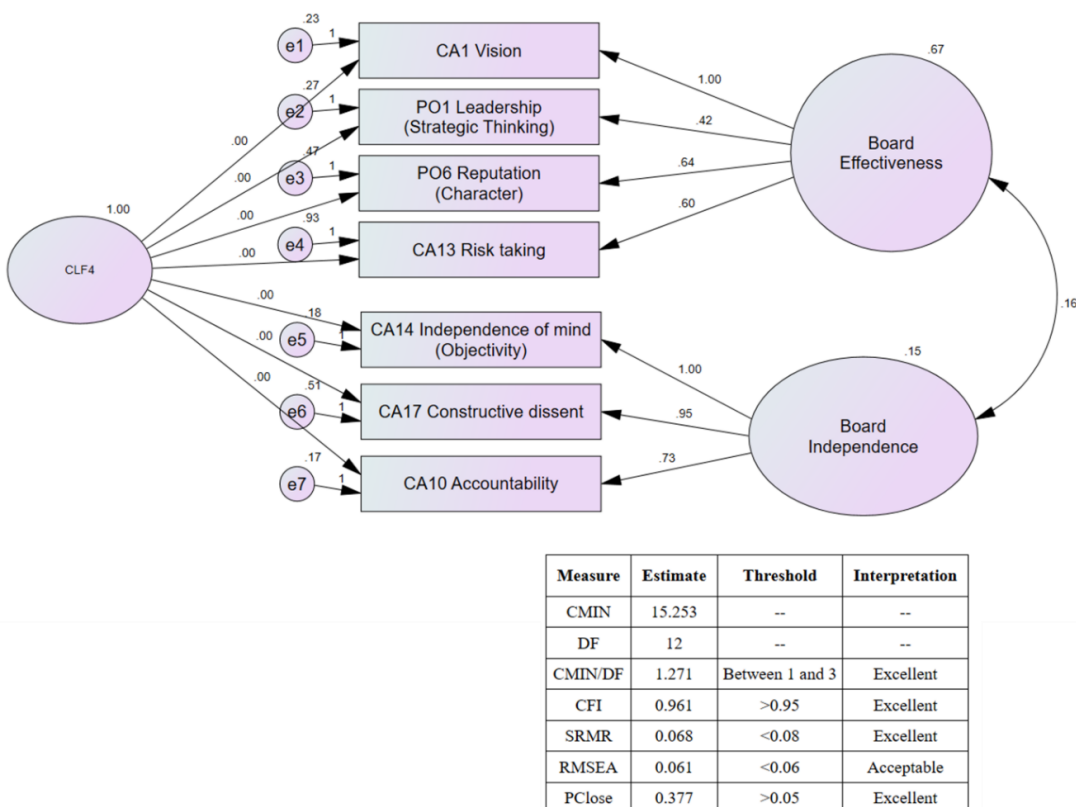 .23
e1
1
CA1 Vision
.67
.27
e2
1
PO1 Leadership
(Strategic Thinking)
1.00
.42
Board
Effectiveness
.00
.47
e3
1
PO6 Reputation
(Character)
.64
.00
.60
1.00
.00
.93
e4
1
CA13 Risk taking
.00
CLF4
.00
.18
e5
CA14 Independence of mind
(Objectivity)
.16
.00
1.00
.15
.00
.51
e6
1
CA17 Constructive dissent
.95
Board
Independence
.17
e7
1
CA10 Accountability
.73
Measure Estimate Threshold Interpretation
CMIN 15.253 -- --
DF 12 -- --
CMIN/DF 1.271 Between 1 and 3 Excellent
CFI 0.961 >0.95 Excellent
SRMR 0.068 <0.08 Excellent
RMSEA 0.061 <0.06 Acceptable
PClose 0.377 >0.05 Excellent